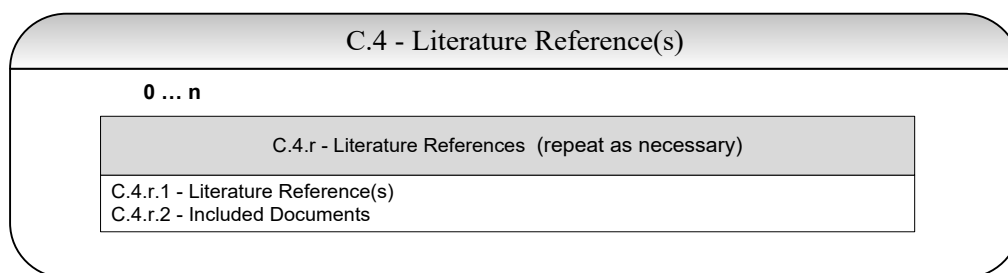 C.4 - Literature Reference(s)
0 … n
C.4.r - Literature References (repeat as necessary)
C.4.r.1 - Literature Reference(s)
C.4.r.2 - Included Documents